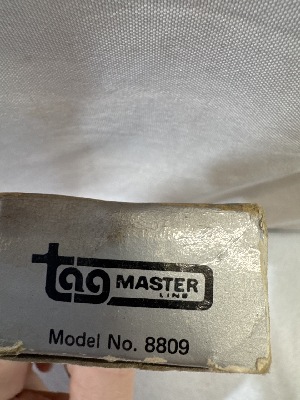 tag MASTER
LINE
Model No. 8809